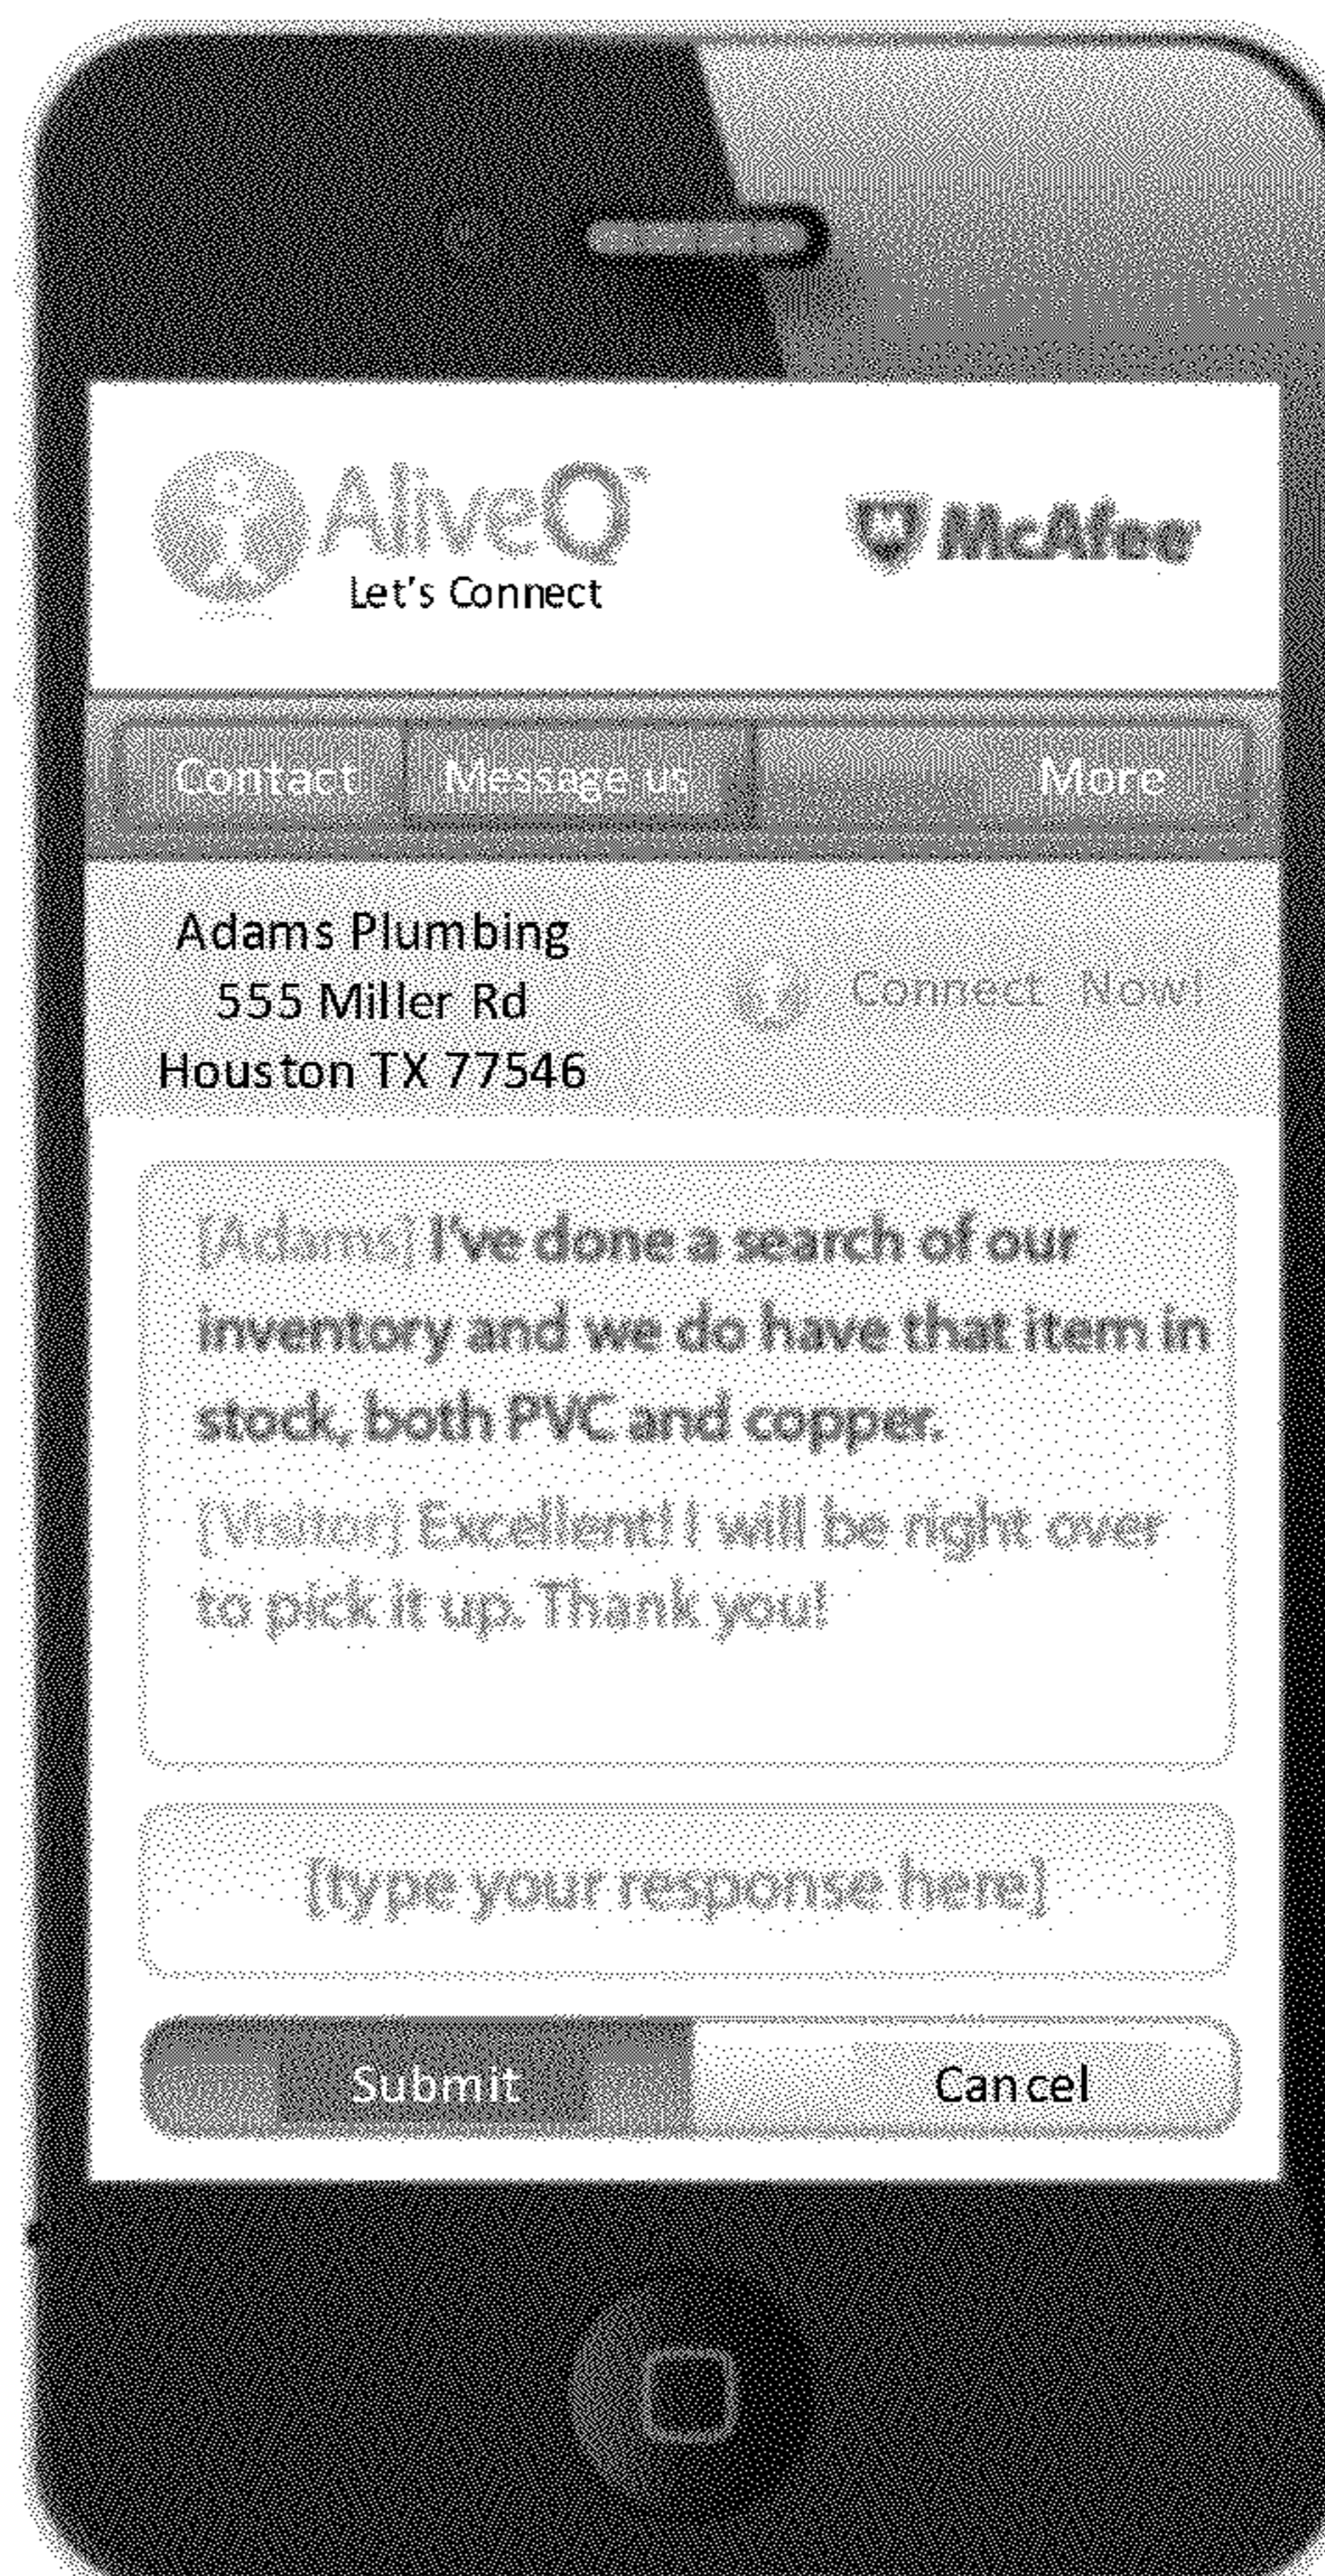 AliveQ™
McAfee
Let's Connect
Contact Message us More
Adams Plumbing
555 Miller Rd
Houston TX 77546
Connect Now!
[Adams] I've done a search of our
inventory and we do have that item in
stock, both PVC and copper.
[Visitor] Excellent! I will be right over
to pick it up. Thank you!
[type your response here]
Submit Cancel